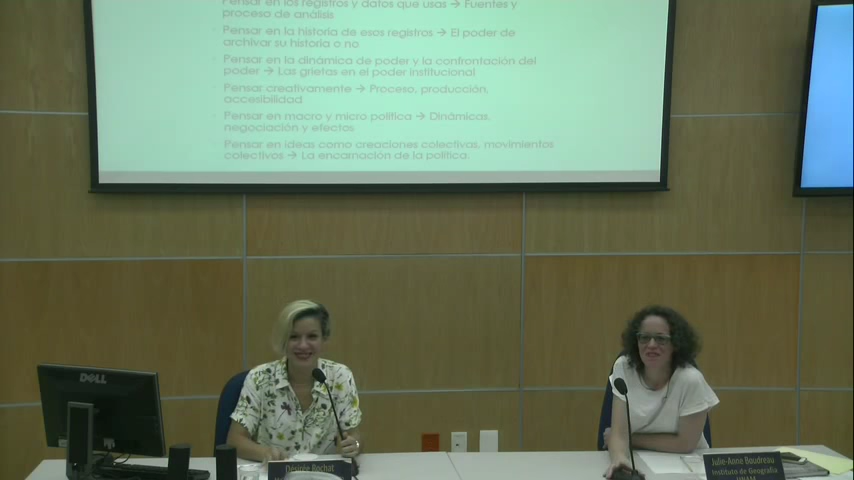 Pensar en los registros y datos que usas → Fuentes y
proceso de análisis
Pensar en la historia de esos registros → El poder de
archivar su historia o no
Pensar en la dinámica de poder y la confrontación del
poder → Las grietas en el poder institucional
Pensar creativamente → Proceso, producción,
accesibilidad
Pensar en macro y micro política → Dinámicas,
negociación y efectos
Pensar en ideas como creaciones colectivas, movimientos
colectivos → La encarnación de la política.
DELL
Désirée Rochat
Julie-Anne Boudreau
Instituto de Geografía
UNAM